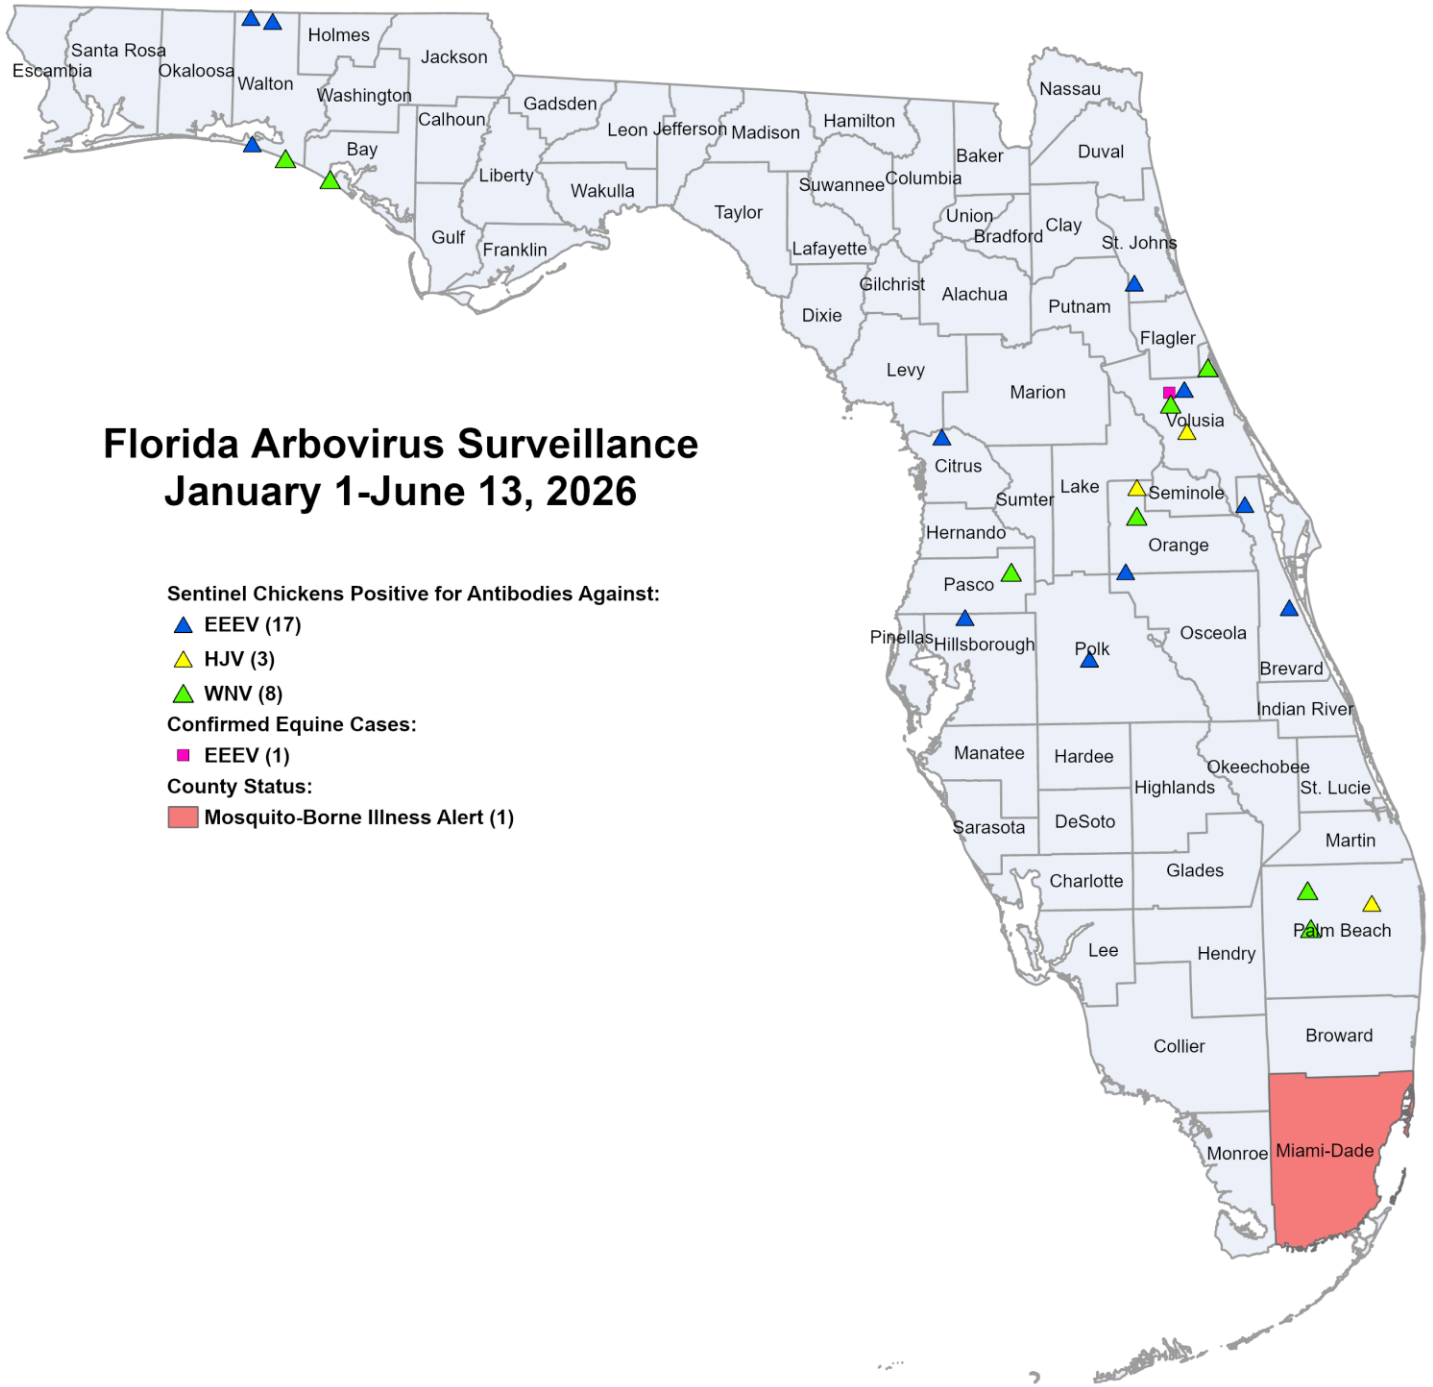 Holmes
Jackson
Santa Rosa
Escambia
Okaloosa
Walton
Washington
Nassau
Gadsden
Calhoun
Leon
Jefferson
Madison
Hamilton
Bay
Baker
Duval
Liberty
Wakulla
Suwannee
Columbia
Taylor
Union
Clay
Bradford
St. Johns
Gulf
Franklin
Lafayette
Gilchrist
Alachua
Putnam
Dixie
Flagler
Levy
Marion
Volusia
Florida Arbovirus Surveillance
January 1-June 13, 2026
Citrus
Sumter
Lake
Seminole
Hernando
Orange
Pasco
Pinellas
Hillsborough
Polk
Osceola
Brevard
Sentinel Chickens Positive for Antibodies Against:
EEEV (17)
HJV (3)
WNV (8)
Confirmed Equine Cases:
EEEV (1)
County Status:
Mosquito-Borne Illness Alert (1)
Indian River
Manatee
Hardee
Highlands
Okeechobee
St. Lucie
Sarasota
DeSoto
Martin
Charlotte
Glades
Palm Beach
Lee
Hendry
Collier
Broward
Monroe
Miami-Dade